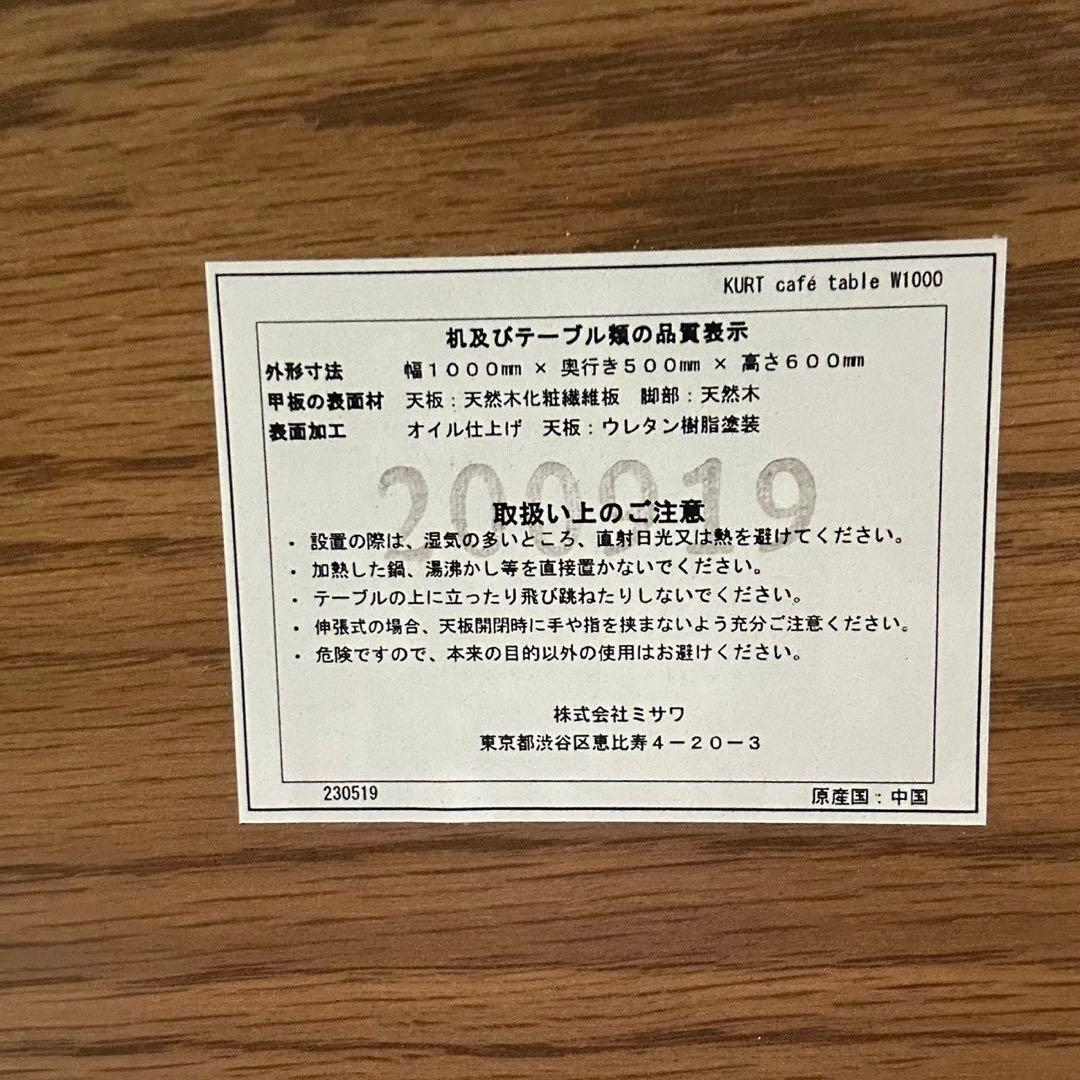 KURT café table W1000
机及びテーブル類の品質表示
外形寸法 幅1000㎜ × 奥行き500㎜ × 高さ600㎜
甲板の表面材 天板：天然木化粧繊維板 脚部：天然木
表面加工 オイル仕上げ 天板：ウレタン樹脂塗装
200919
取扱い上のご注意
・ 設置の際は、湿気の多いところ、直射日光又は熱を避けてください。
・ 加熱した鍋、湯沸かし等を直接置かないでください。
・ テーブルの上に立ったり飛び跳ねたりしないでください。
・ 伸張式の場合、天板開閉時に手や指を挟まないよう充分ご注意ください。
・ 危険ですので、本来の目的以外の使用はお避けください。
株式会社ミサワ
東京都渋谷区恵比寿4－20－3
230519 原産国：中国